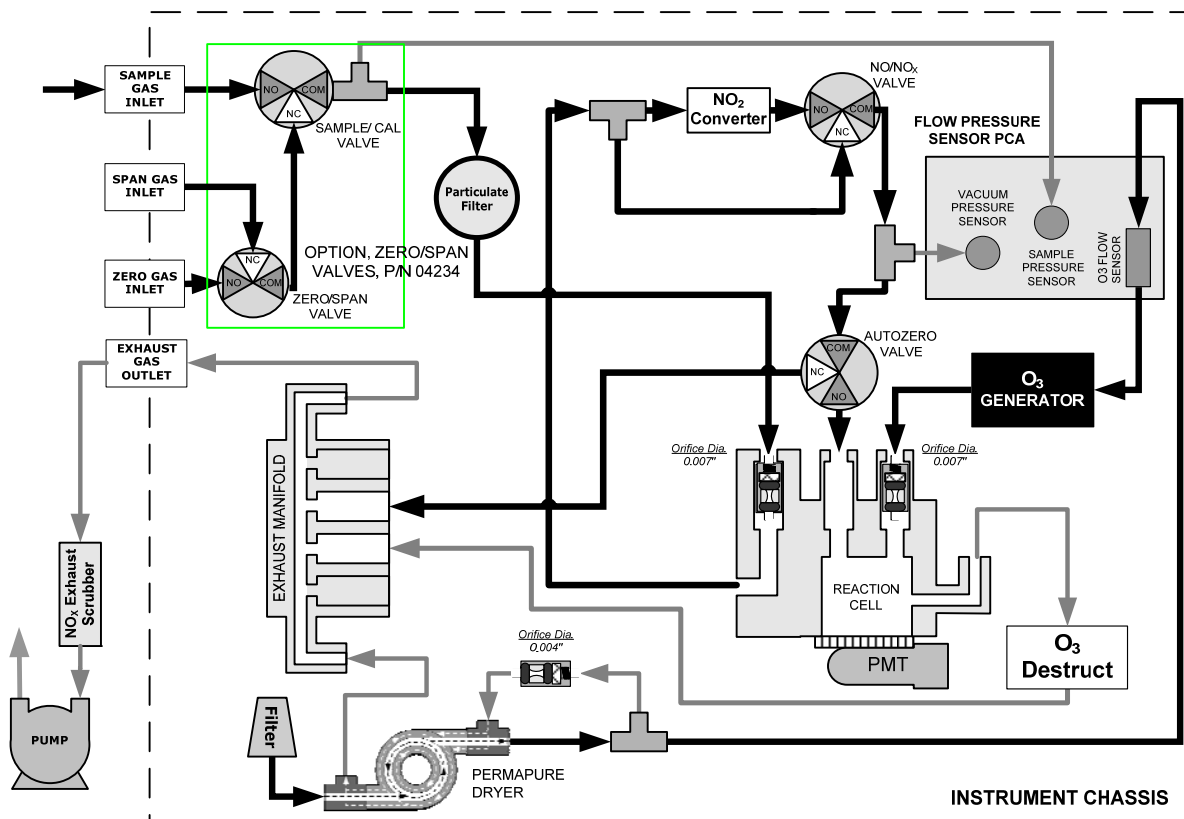 SAMPLE
GAS
INLET
NO
COM
NC
SAMPLE/ CAL
VALVE
SPAN GAS
INLET
ZERO GAS
INLET
NC
NO
COM
ZERO/SPAN
VALVE
OPTION, ZERO/SPAN
VALVES, P/N 04234
Particulate
Filter
NO₂
Converter
NO/NOₓ
VALVE
NO
COM
NC
FLOW PRESSURE
SENSOR PCA
VACUUM
PRESSURE
SENSOR
SAMPLE
PRESSURE
SENSOR
O3 FLOW
SENSOR
EXHAUST
GAS
OUTLET
AUTOZERO
VALVE
COM
NC
NO
O₃
GENERATOR
Orifice Dia.
0.007"
Orifice Dia.
0.007"
EXHAUST MANIFOLD
NOₓ Exhaust
Scrubber
REACTION
CELL
PMT
O₃
Destruct
Orifice Dia.
0.004"
Filter
PUMP
PERMAPURE
DRYER
INSTRUMENT CHASSIS